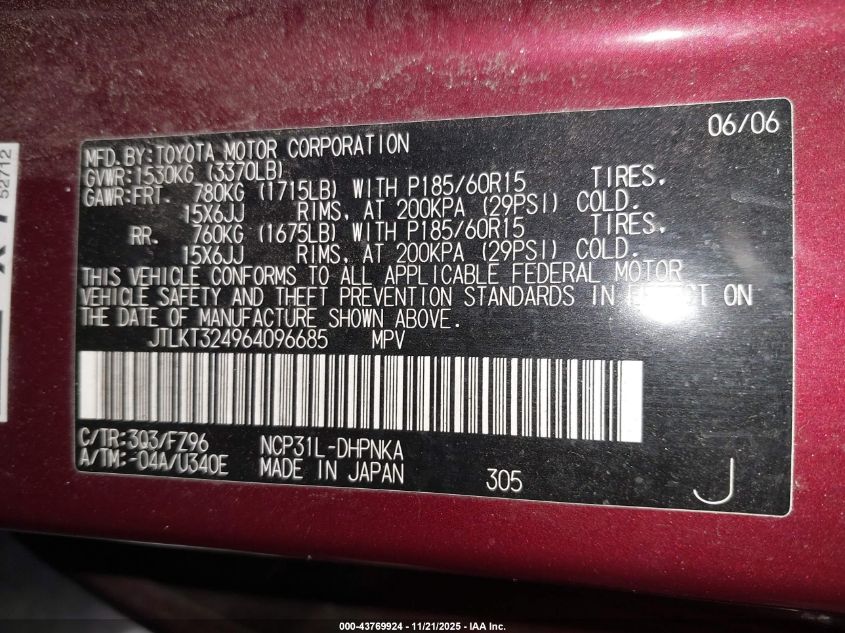 06/06
MFD.BY:TOYOTA MOTOR CORPORATION
GVWR:1530KG (3370LB)
GAWR:FRT. 780KG (1715LB) WITH P185/60R15 TIRES,
15X6JJ RIMS, AT 200KPA (29PSI) COLD.
RR. 760KG (1675LB) WITH P185/60R15 TIRES,
15X6JJ RIMS, AT 200KPA (29PSI) COLD.
THIS VEHICLE CONFORMS TO ALL APPLICABLE FEDERAL MOTOR
VEHICLE SAFETY AND THEFT PREVENTION STANDARDS IN EFFECT ON
THE DATE OF MANUFACTURE SHOWN ABOVE.
JTLKT324964096685 MPV
C/TR:3Q3/FZ96 NCP31L-DHPNKA
A/TM:-04A/U340E MADE IN JAPAN 305
J
52712
000-43769924 | 11/21/2025 - IAA Inc.